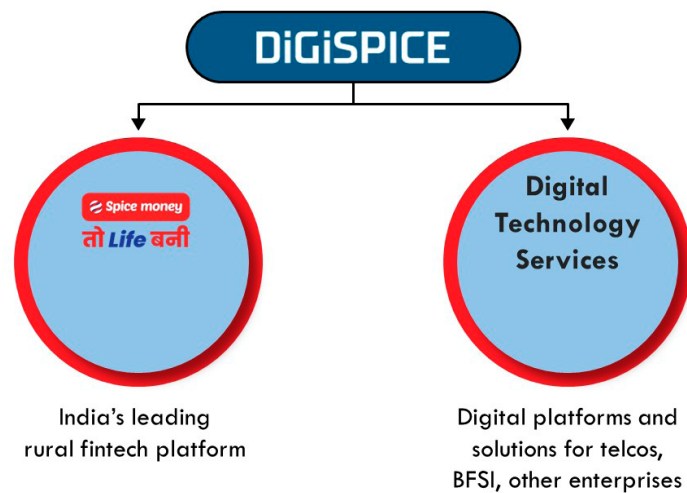 DiGiSPICE
Spice money
तो Life बनी
India's leading
rural fintech platform
Digital
Technology
Services
Digital platforms and
solutions for telcos,
BFSI, other enterprises